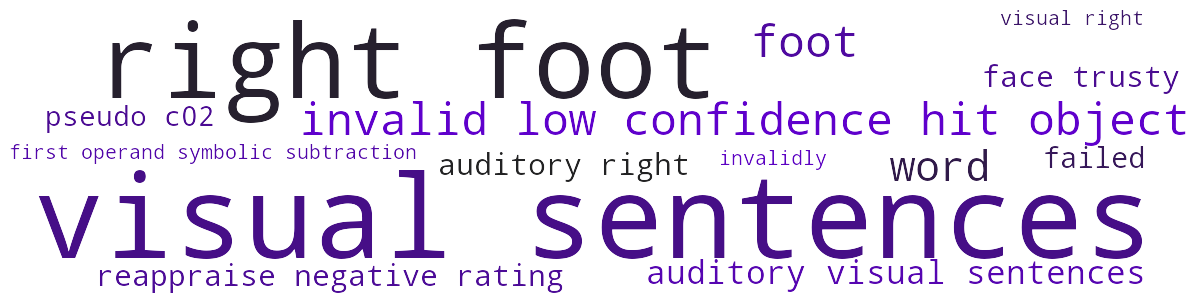 visual right
right foot
foot
face trusty
pseudo c02
invalid low confidence hit object
first operand symbolic subtraction
auditory right
invalidly
word
failed
visual sentences
reappraise negative rating
auditory visual sentences